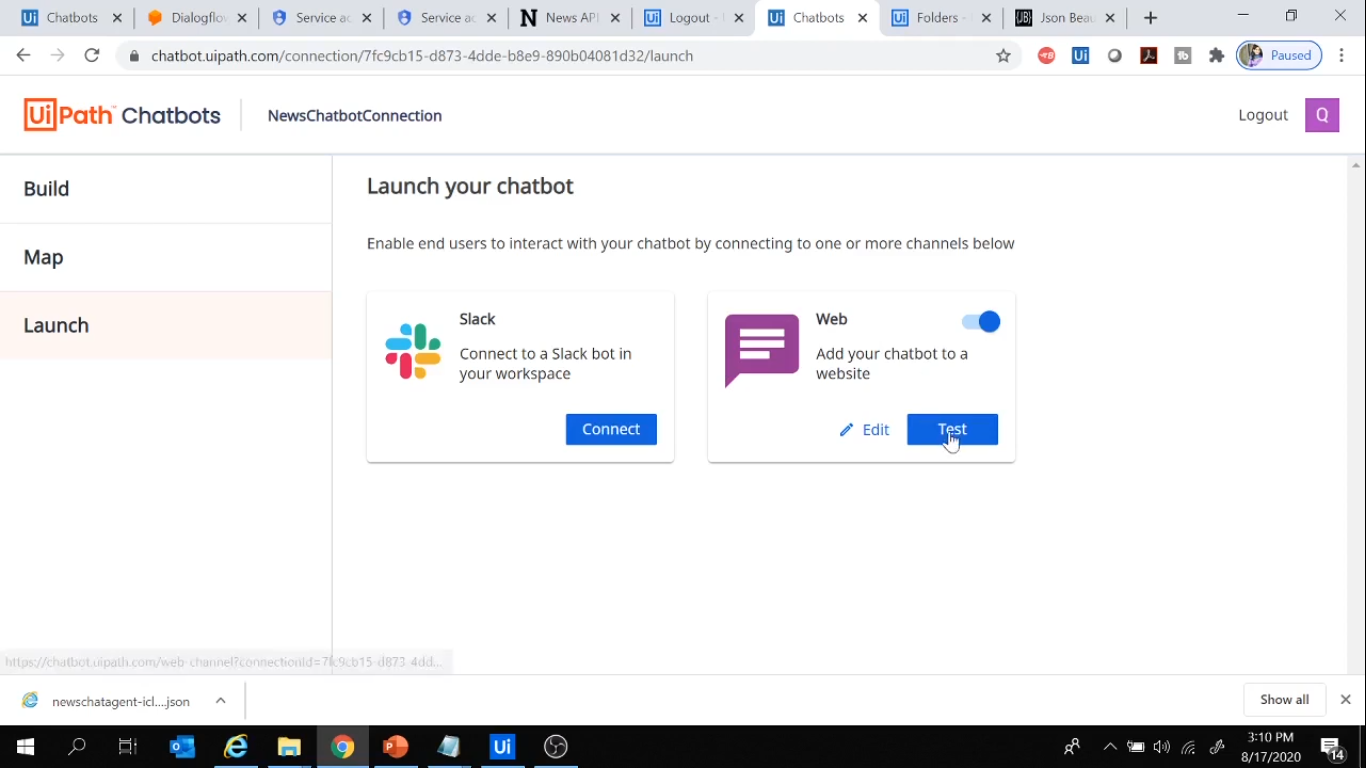 Chatbots
Dialogflo
Service ac
Service ac
News API
Logout -
Chatbots
Folders -
Json Beau
chatbot.uipath.com/connection/7fc9cb15-d873-4dde-b8e9-890b04081d32/launch
Paused
UiPath™ Chatbots
NewsChatbotConnection
Logout
Q
Build
Map
Launch
Launch your chatbot
Enable end users to interact with your chatbot by connecting to one or more channels below
Slack
Connect to a Slack bot in
your workspace
Connect
Web
Add your chatbot to a
website
Edit
Test
https://chatbot.uipath.com/web-channel?connectionId=7fc9cb15-d873-4dd...
newschatagent-icl....json
Show all
Ui
3:10 PM
8/17/2020
14